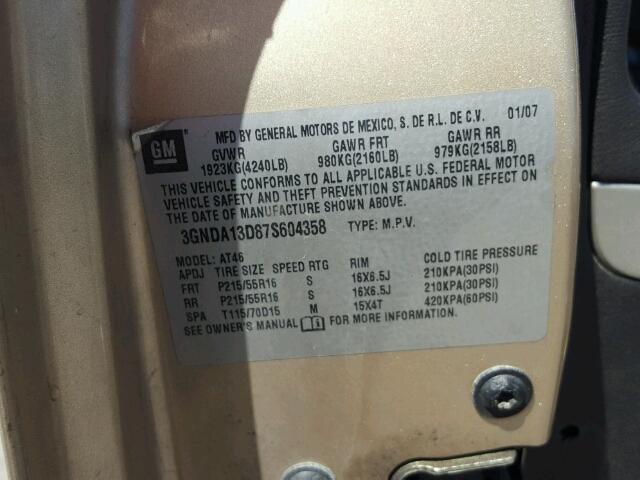 GM
MFD BY GENERAL MOTORS DE MEXICO, S. DE R.L. DE C.V. 01/07
GVWR GAWR FRT GAWR RR
1923KG(4240LB) 980KG(2160LB) 979KG(2158LB)
THIS VEHICLE CONFORMS TO ALL APPLICABLE U.S. FEDERAL MOTOR
VEHICLE SAFETY AND THEFT PREVENTION STANDARDS IN EFFECT ON
THE DATE OF MANUFACTURE SHOWN ABOVE.
3GNDA13D87S604358 TYPE: M.P.V.
MODEL: AT46
APDJ TIRE SIZE SPEED RTG RIM COLD TIRE PRESSURE
FRT P215/55R16 S 16X6.5J 210KPA(30PSI)
RR P215/55R16 S 16X6.5J 210KPA(30PSI)
SPA T115/70D15 M 15X4T 420KPA(60PSI)
SEE OWNER'S MANUAL FOR MORE INFORMATION.